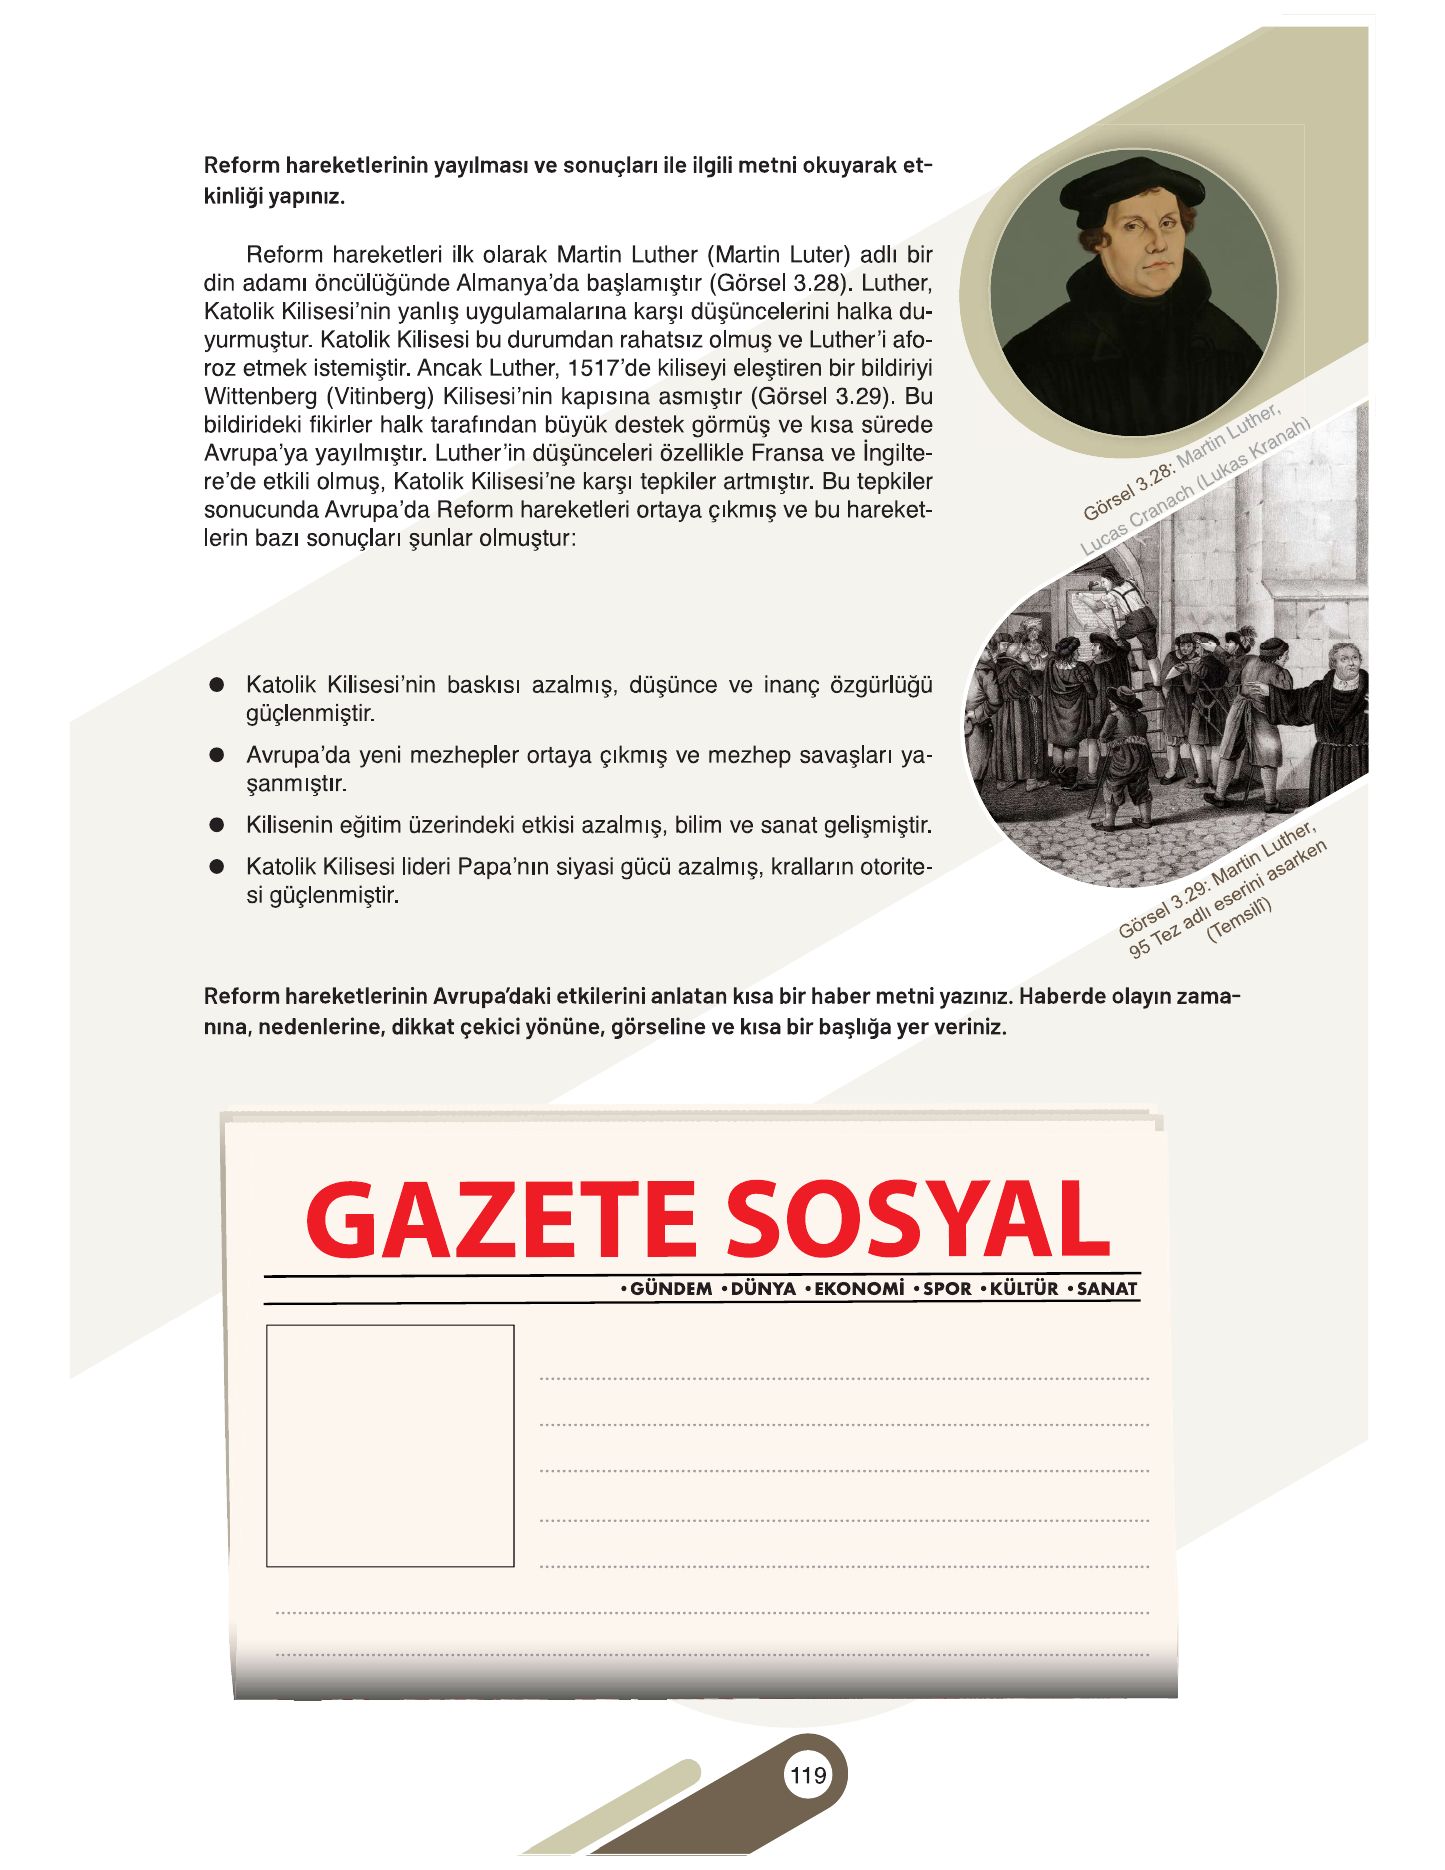 Reform hareketlerinin yayılması ve sonuçları ile ilgili metni okuyarak et-
kinliği yapınız.
Reform hareketleri ilk olarak Martin Luther (Martin Luter) adlı bir
din adamı öncülüğünde Almanya’da başlamıştır (Görsel 3.28). Luther,
Katolik Kilisesi’nin yanlış uygulamalarına karşı düşüncelerini halka du-
yurmuştur. Katolik Kilisesi bu durumdan rahatsız olmuş ve Luther’i afo-
roz etmek istemiştir. Ancak Luther, 1517’de kiliseyi eleştiren bir bildiriyi
Wittenberg (Vitinberg) Kilisesi’nin kapısına asmıştır (Görsel 3.29). Bu
bildirideki fikirler halk tarafından büyük destek görmüş ve kısa sürede
Avrupa’ya yayılmıştır. Luther’in düşünceleri özellikle Fransa ve İngilte-
re’de etkili olmuş, Katolik Kilisesi’ne karşı tepkiler artmıştır. Bu tepkiler
sonucunda Avrupa’da Reform hareketleri ortaya çıkmış ve bu hareket-
lerin bazı sonuçları şunlar olmuştur:
Görsel 3.28: Martin Luther,
Lucas Cranach (Lukas Kranah)
● Katolik Kilisesi’nin baskısı azalmış, düşünce ve inanç özgürlüğü
güçlenmiştir.
● Avrupa’da yeni mezhepler ortaya çıkmış ve mezhep savaşları ya-
şanmıştır.
● Kilisenin eğitim üzerindeki etkisi azalmış, bilim ve sanat gelişmiştir.
● Katolik Kilisesi lideri Papa’nın siyasi gücü azalmış, kralların otorite-
si güçlenmiştir.
Görsel 3.29: Martin Luther,
95 Tez adlı eserini asarken
(Temsilî)
Reform hareketlerinin Avrupa’daki etkilerini anlatan kısa bir haber metni yazınız. Haberde olayın zama-
nına, nedenlerine, dikkat çekici yönüne, görseline ve kısa bir başlığa yer veriniz.
GAZETE SOSYAL
•GÜNDEM •DÜNYA •EKONOMİ •SPOR •KÜLTÜR •SANAT
119